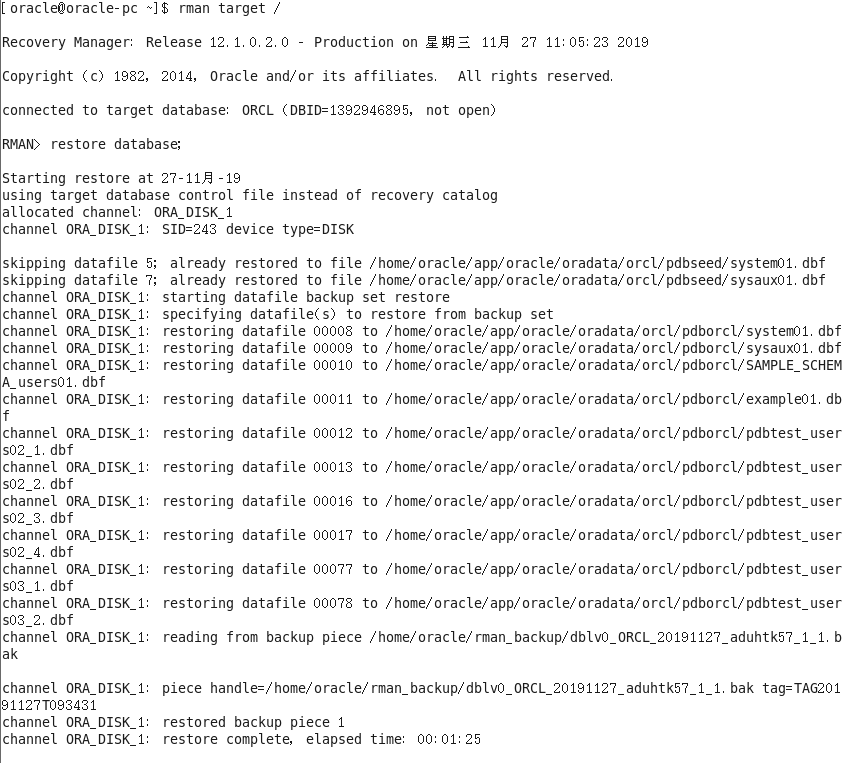 [oracle@oracle-pc ~]$ rman target /
Recovery Manager: Release 12.1.0.2.0 - Production on 星期三 11月 27 11:05:23 2019
Copyright (c) 1982, 2014, Oracle and/or its affiliates.  All rights reserved.
connected to target database: ORCL (DBID=1392946895, not open)
RMAN> restore database;
Starting restore at 27-11月-19
using target database control file instead of recovery catalog
allocated channel: ORA_DISK_1
channel ORA_DISK_1: SID=243 device type=DISK
skipping datafile 5; already restored to file /home/oracle/app/oracle/oradata/orcl/pdbseed/system01.dbf
skipping datafile 7; already restored to file /home/oracle/app/oracle/oradata/orcl/pdbseed/sysaux01.dbf
channel ORA_DISK_1: starting datafile backup set restore
channel ORA_DISK_1: specifying datafile(s) to restore from backup set
channel ORA_DISK_1: restoring datafile 00008 to /home/oracle/app/oracle/oradata/orcl/pdborcl/system01.dbf
channel ORA_DISK_1: restoring datafile 00009 to /home/oracle/app/oracle/oradata/orcl/pdborcl/sysaux01.dbf
channel ORA_DISK_1: restoring datafile 00010 to /home/oracle/app/oracle/oradata/orcl/pdborcl/SAMPLE_SCHEM
A_users01.dbf
channel ORA_DISK_1: restoring datafile 00011 to /home/oracle/app/oracle/oradata/orcl/pdborcl/example01.db
f
channel ORA_DISK_1: restoring datafile 00012 to /home/oracle/app/oracle/oradata/orcl/pdborcl/pdbtest_user
s02_1.dbf
channel ORA_DISK_1: restoring datafile 00013 to /home/oracle/app/oracle/oradata/orcl/pdborcl/pdbtest_user
s02_2.dbf
channel ORA_DISK_1: restoring datafile 00016 to /home/oracle/app/oracle/oradata/orcl/pdborcl/pdbtest_user
s02_3.dbf
channel ORA_DISK_1: restoring datafile 00017 to /home/oracle/app/oracle/oradata/orcl/pdborcl/pdbtest_user
s02_4.dbf
channel ORA_DISK_1: restoring datafile 00077 to /home/oracle/app/oracle/oradata/orcl/pdborcl/pdbtest_user
s03_1.dbf
channel ORA_DISK_1: restoring datafile 00078 to /home/oracle/app/oracle/oradata/orcl/pdborcl/pdbtest_user
s03_2.dbf
channel ORA_DISK_1: reading from backup piece /home/oracle/rman_backup/dblv0_ORCL_20191127_aduhtk57_1_1.b
ak
channel ORA_DISK_1: piece handle=/home/oracle/rman_backup/dblv0_ORCL_20191127_aduhtk57_1_1.bak tag=TAG201
91127T093431
channel ORA_DISK_1: restored backup piece 1
channel ORA_DISK_1: restore complete, elapsed time: 00:01:25